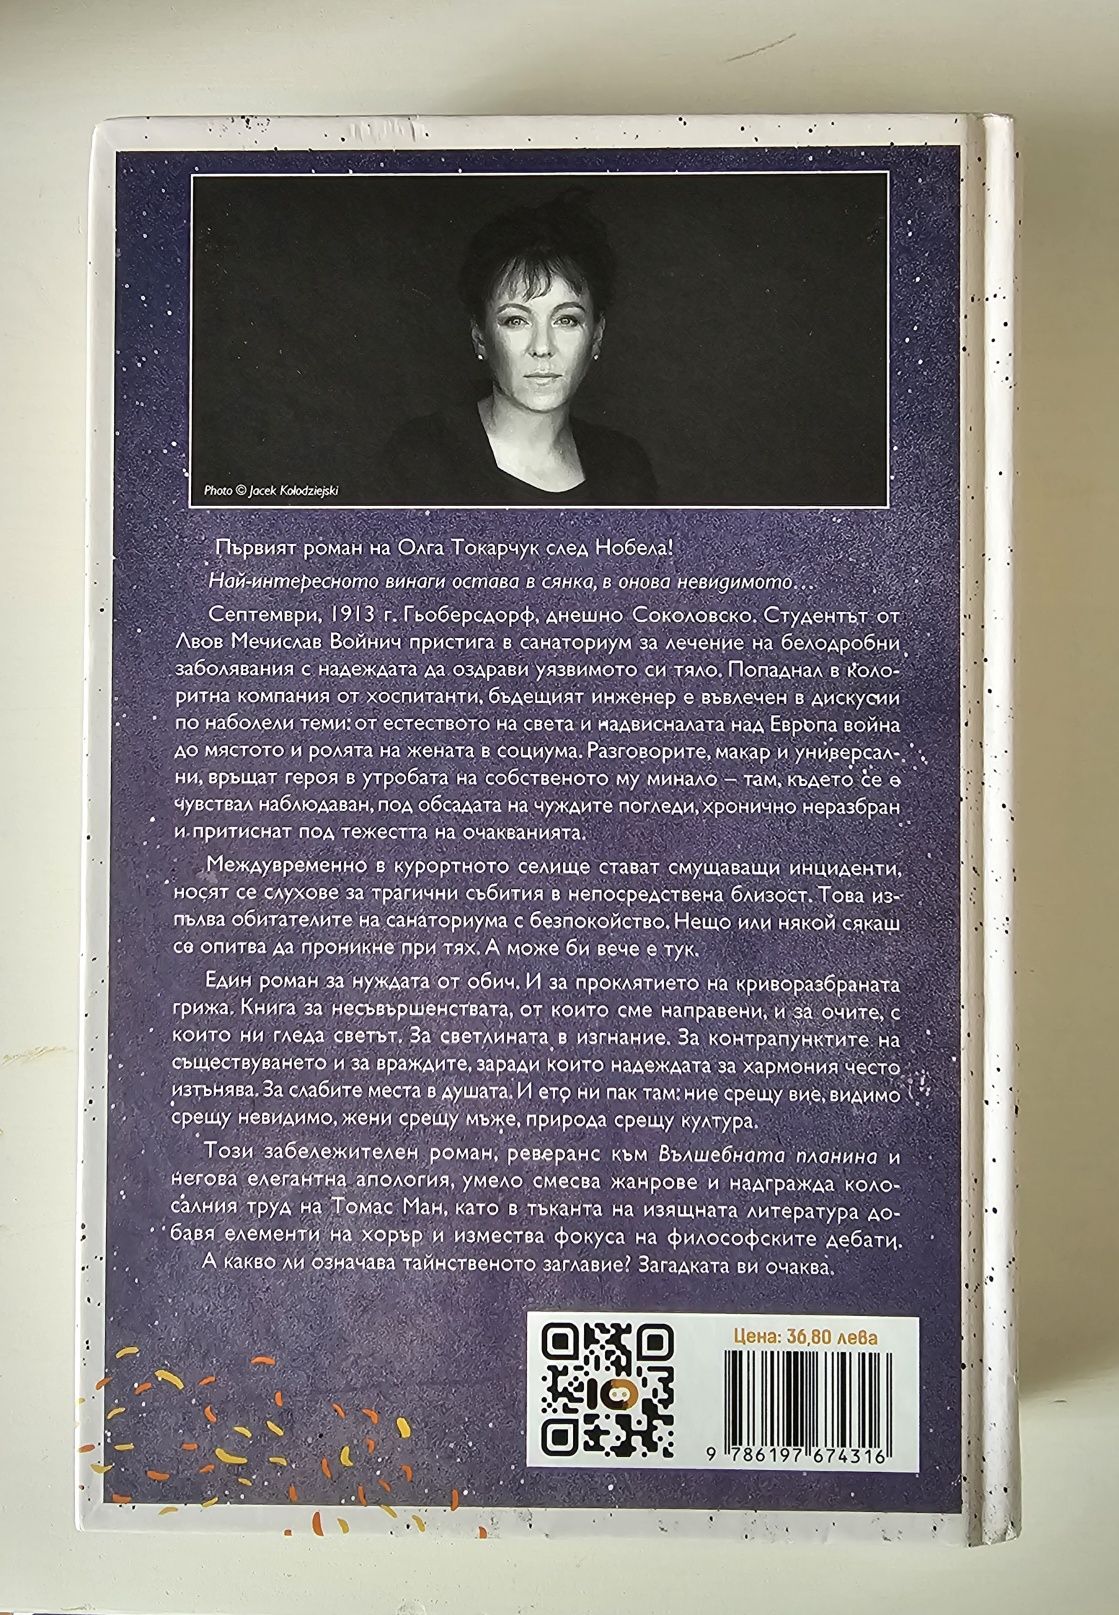 Photo © Jacek Kołodziejski
Първият роман на Олга Токарчук след Нобела!
Най-интересното винаги остава в сянка, в онова невидимото…
Септември, 1913 г. Гьоберсдорф, днешно Соколовско. Студентът от
Лвов Мечислав Войнич пристига в санаториум за лечение на белодробни
заболявания с надеждата да оздрави уязвимото си тяло. Попаднал в коло-
ритна компания от хоспитанти, бъдещият инженер е въвлечен в дискусии
по наболели теми: от естеството на света и надвисналата над Европа война
до мястото и ролята на жената в социума. Разговорите, макар и универсал-
ни, връщат героя в утробата на собственото му минало – там, където се е
чувствал наблюдаван, под обсадата на чуждите погледи, хронично неразбран
и притиснат под тежестта на очакванията.
Междувременно в курортното селище стават смущаващи инциденти,
носят се слухове за трагични събития в непосредствена близост. Това из-
пълва обитателите на санаториума с безпокойство. Нещо или някой сякаш
се опитва да проникне при тях. А може би вече е тук.
Един роман за нуждата от обич. И за проклятието на криворазбраната
грижа. Книга за несъвършенствата, от които сме направени, и за очите, с
които ни гледа светът. За светлината в изгнание. За контрапунктите на
съществуването и за враждите, заради които надеждата за хармония често
изтънява. За слабите места в душата. И ето ни пак там: ние срещу вие, видимо
срещу невидимо, жени срещу мъже, природа срещу култура.
Този забележителен роман, реверанс към Вълшебната планина и
негова елегантна апология, умело смесва жанрове и надгражда коло-
салния труд на Томас Ман, като в тъканта на изящната литература до-
бавя елементи на хорър и измества фокуса на философските дебати.
А какво ли означава тайнственото заглавие? Загадката ви очаква.
Цена: 36,80 лева
9 786197 674316